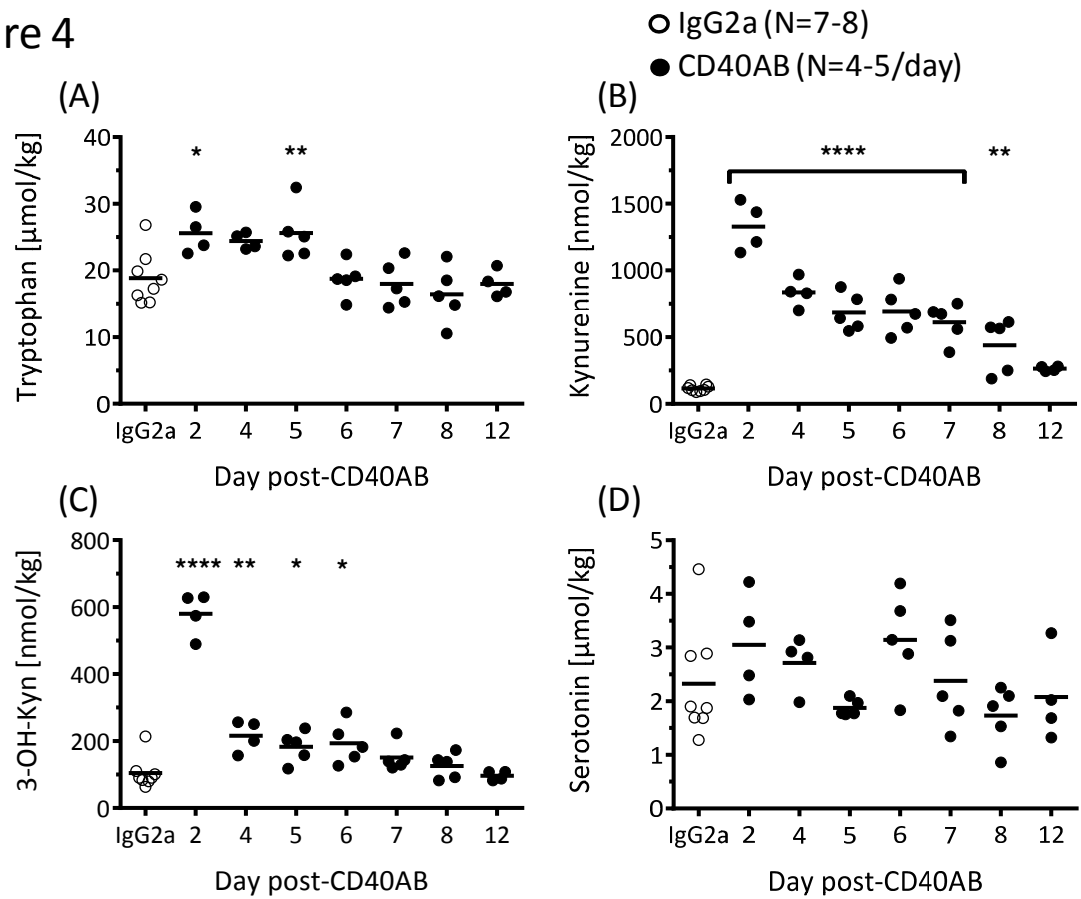 re 4
IgG2a (N=7-8)
CD40AB (N=4-5/day)
(A)
Tryptophan [µmol/kg]
40
30
20
10
0
* **
IgG2a 2 4 5 6 7 8 12
Day post-CD40AB
(B)
Kynurenine [nmol/kg]
2000
1500
1000
500
0
**** **
IgG2a 2 4 5 6 7 8 12
Day post-CD40AB
(C)
3-OH-Kyn [nmol/kg]
800
600
400
200
0
**** ** * *
IgG2a 2 4 5 6 7 8 12
Day post-CD40AB
(D)
Serotonin [µmol/kg]
5
4
3
2
1
0
IgG2a 2 4 5 6 7 8 12
Day post-CD40AB